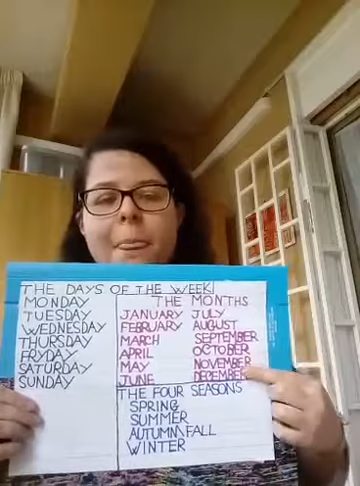 THE DAYS OF THE WEEK
MONDAY
TUESDAY
WEDNESDAY
THURSDAY
FRYDAY
SATURDAY
SUNDAY
THE MONTHS
JANUARY JULY
FEBRUARY AUGUST
MARCH SEPTEMBER
APRIL OCTOBER
MAY NOVEMBER
JUNE DECEMBER
THE FOUR SEASONS
SPRING
SUMMER
AUTUMN/FALL
WINTER